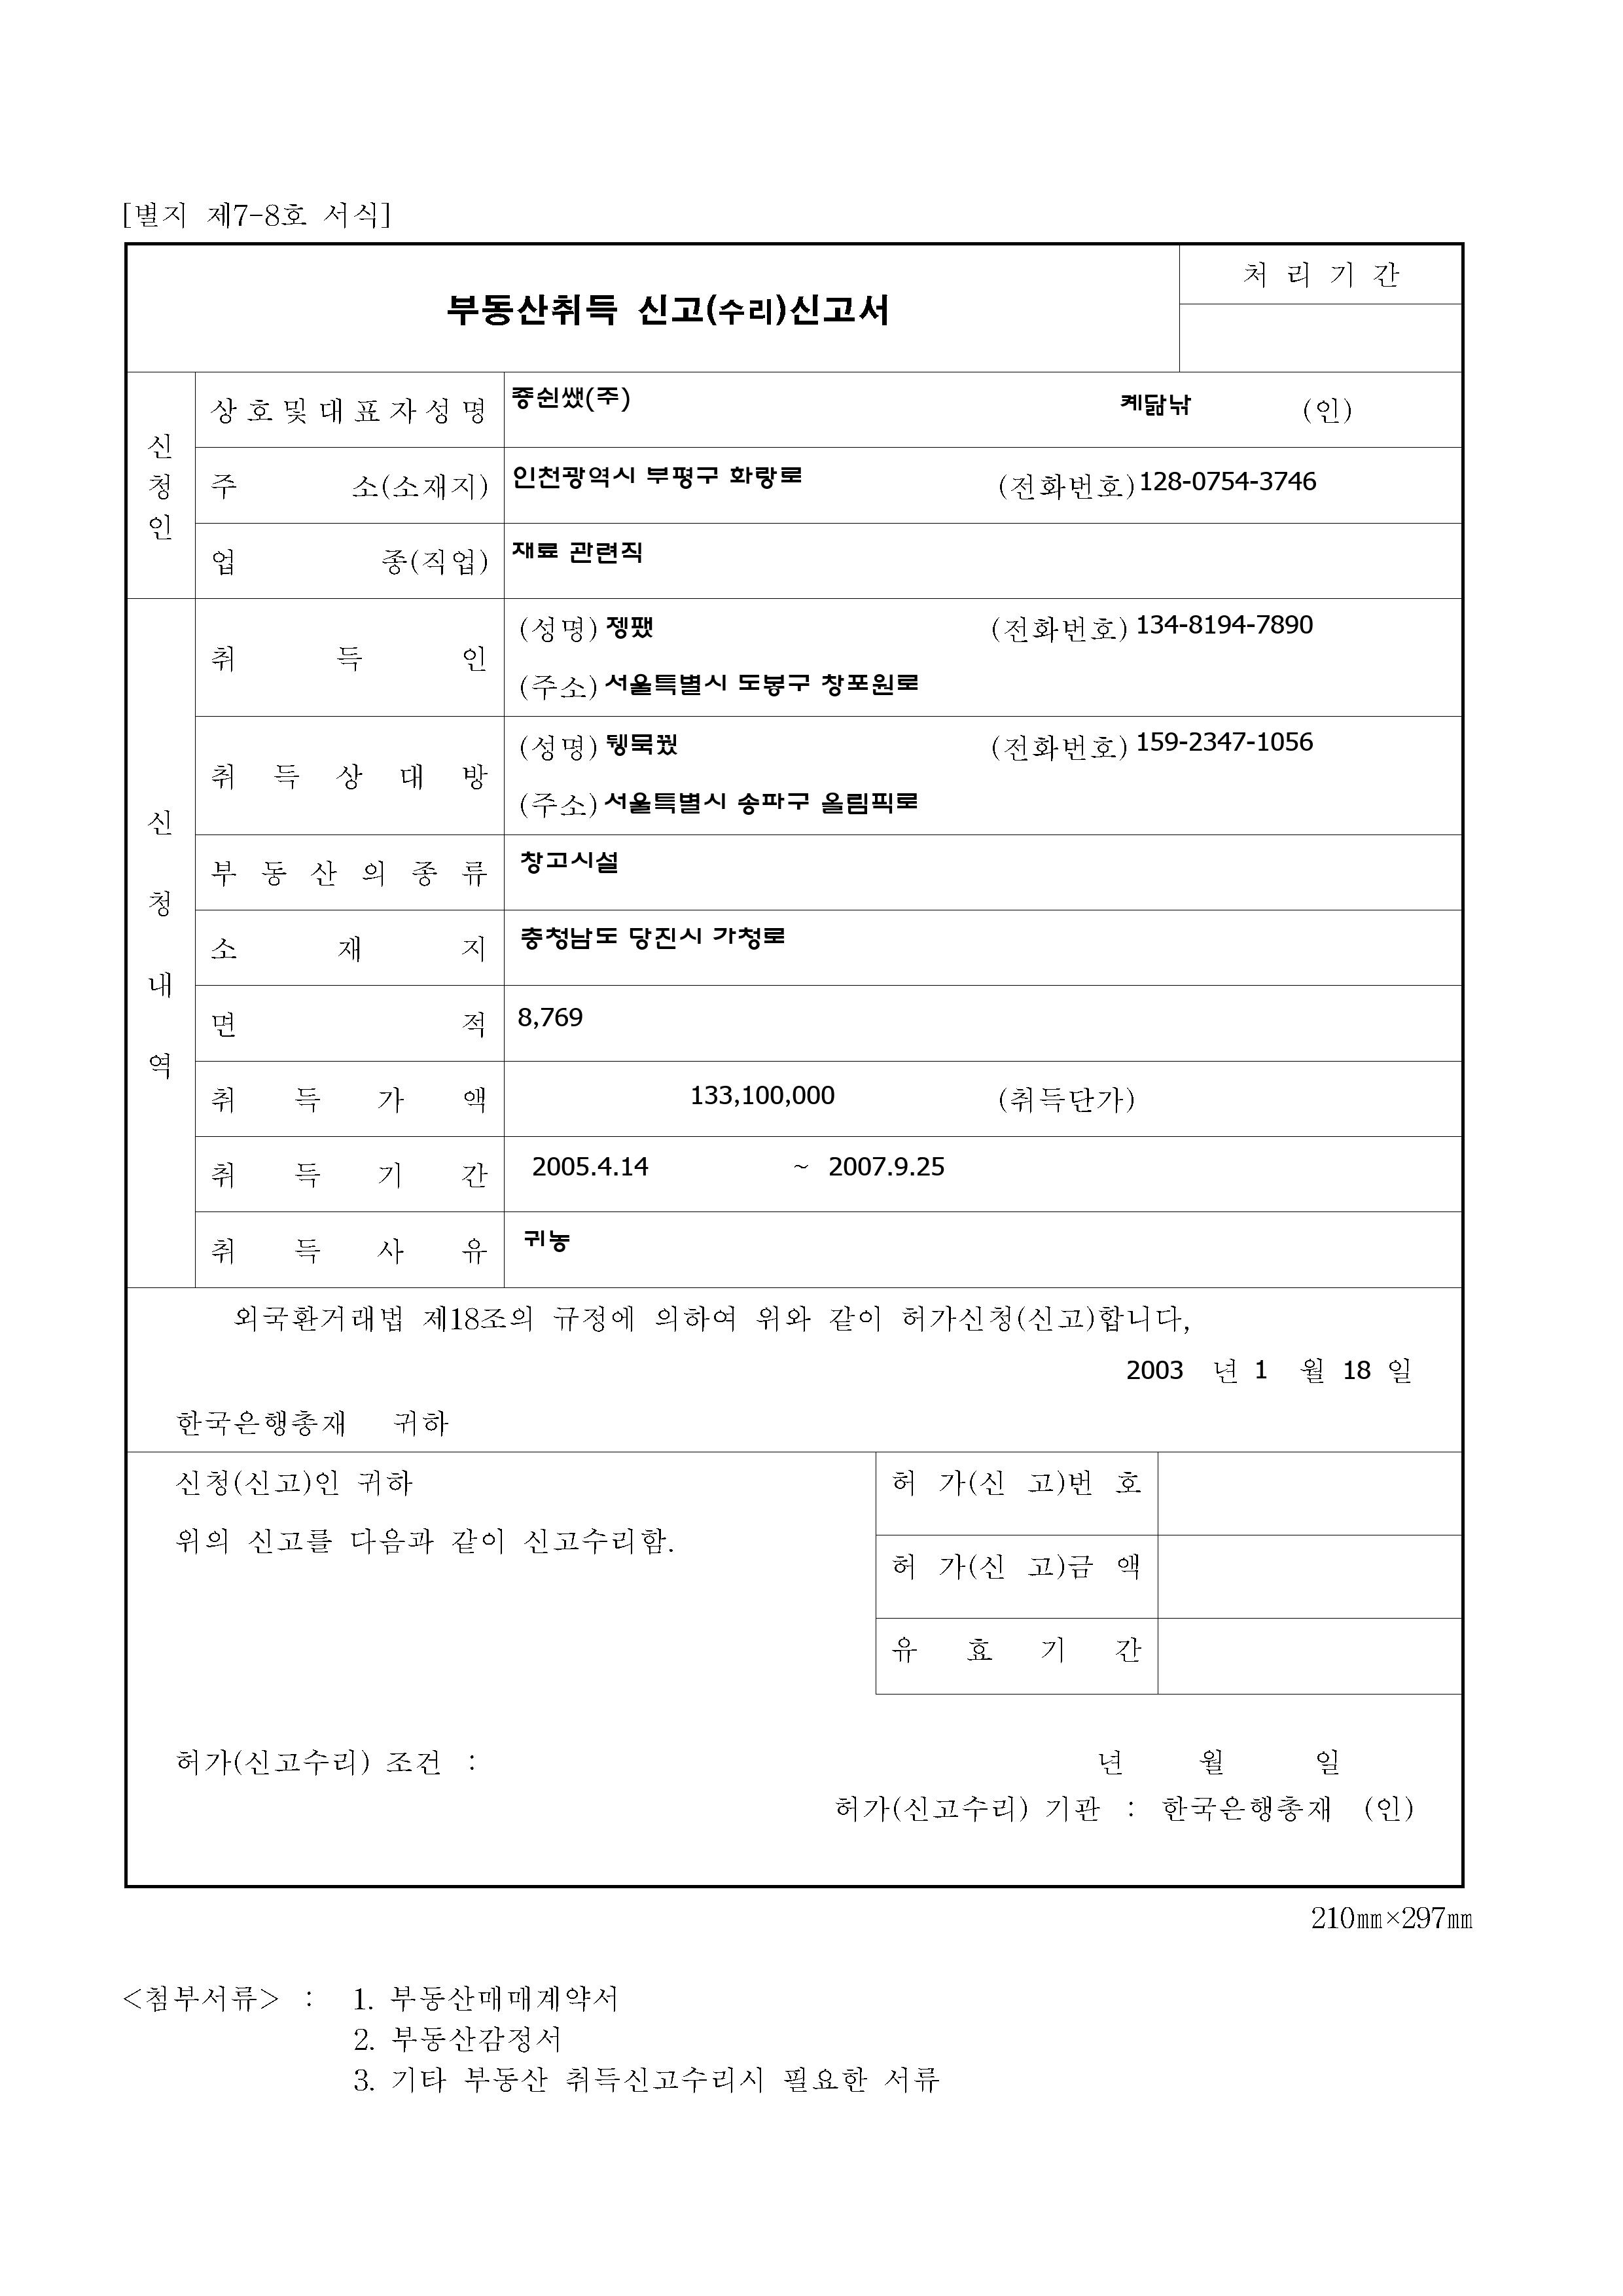 [별지 제7-8호 서식]
부동산취득 신고(수리)신고서
처 리 기 간
신청인
상호및대표자성명 (주) (인)
주 소(소재지) 인천광역시 부평구 화랑로 (전화번호) 128-0754-3746
업 종(직업) 재료 관련직
신청내역
취 득 인
(성명) 젱팼 (전화번호) 134-8194-7890
(주소) 서울특별시 도봉구 창포원로
취 득 상 대 방
(성명) (전화번호) 159-2347-1056
(주소) 서울특별시 송파구 올림픽로
부 동 산 의 종 류 창고시설
소 재 지 충청남도 당진시 가청로
면 적 8,769
취 득 가 액 133,100,000 (취득단가)
취 득 기 간 2005.4.14 ~ 2007.9.25
취 득 사 유 귀농
외국환거래법 제18조의 규정에 의하여 위와 같이 허가신청(신고)합니다,
2003 년 1 월 18 일
한국은행총재 귀하
신청(신고)인 귀하
위의 신고를 다음과 같이 신고수리함.
허 가(신 고)번 호
허 가(신 고)금 액
유 효 기 간
허가(신고수리) 조건 : 년 월 일
허가(신고수리) 기관 : 한국은행총재 (인)
210㎜×297㎜
<첨부서류> : 1. 부동산매매계약서
2. 부동산감정서
3. 기타 부동산 취득신고수리시 필요한 서류